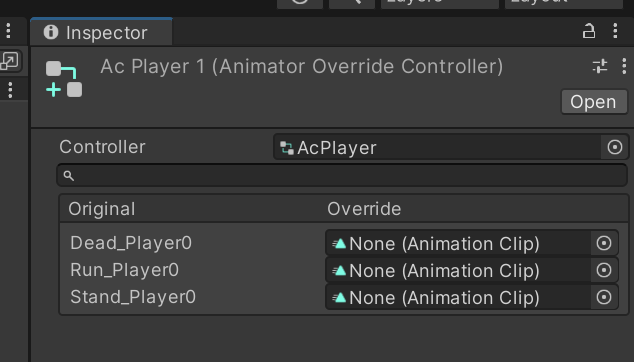 Layers
Layout
Inspector
Ac Player 1 (Animator Override Controller)
Open
Controller
AcPlayer
Original Override
Dead_Player0 None (Animation Clip)
Run_Player0 None (Animation Clip)
Stand_Player0 None (Animation Clip)